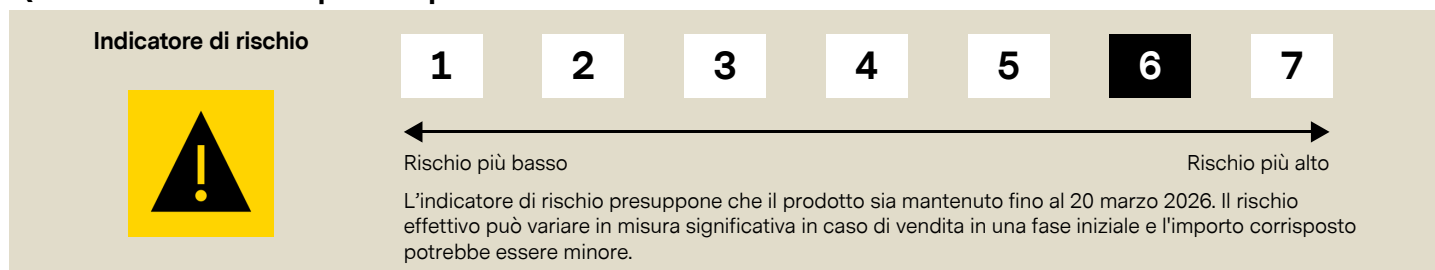 Indicatore di rischio
1 2 3 4 5 6 7
Rischio più basso Rischio più alto
L'indicatore di rischio presuppone che il prodotto sia mantenuto fino al 20 marzo 2026. Il rischio
effettivo può variare in misura significativa in caso di vendita in una fase iniziale e l'importo corrisposto
potrebbe essere minore.